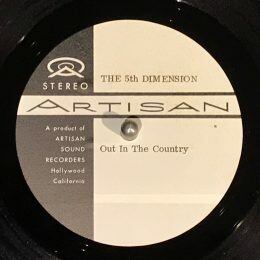 STEREO
THE 5th DIMENSION
ARTISAN
A product of
ARTISAN
SOUND
RECORDERS
Hollywood
California
Out In The Country